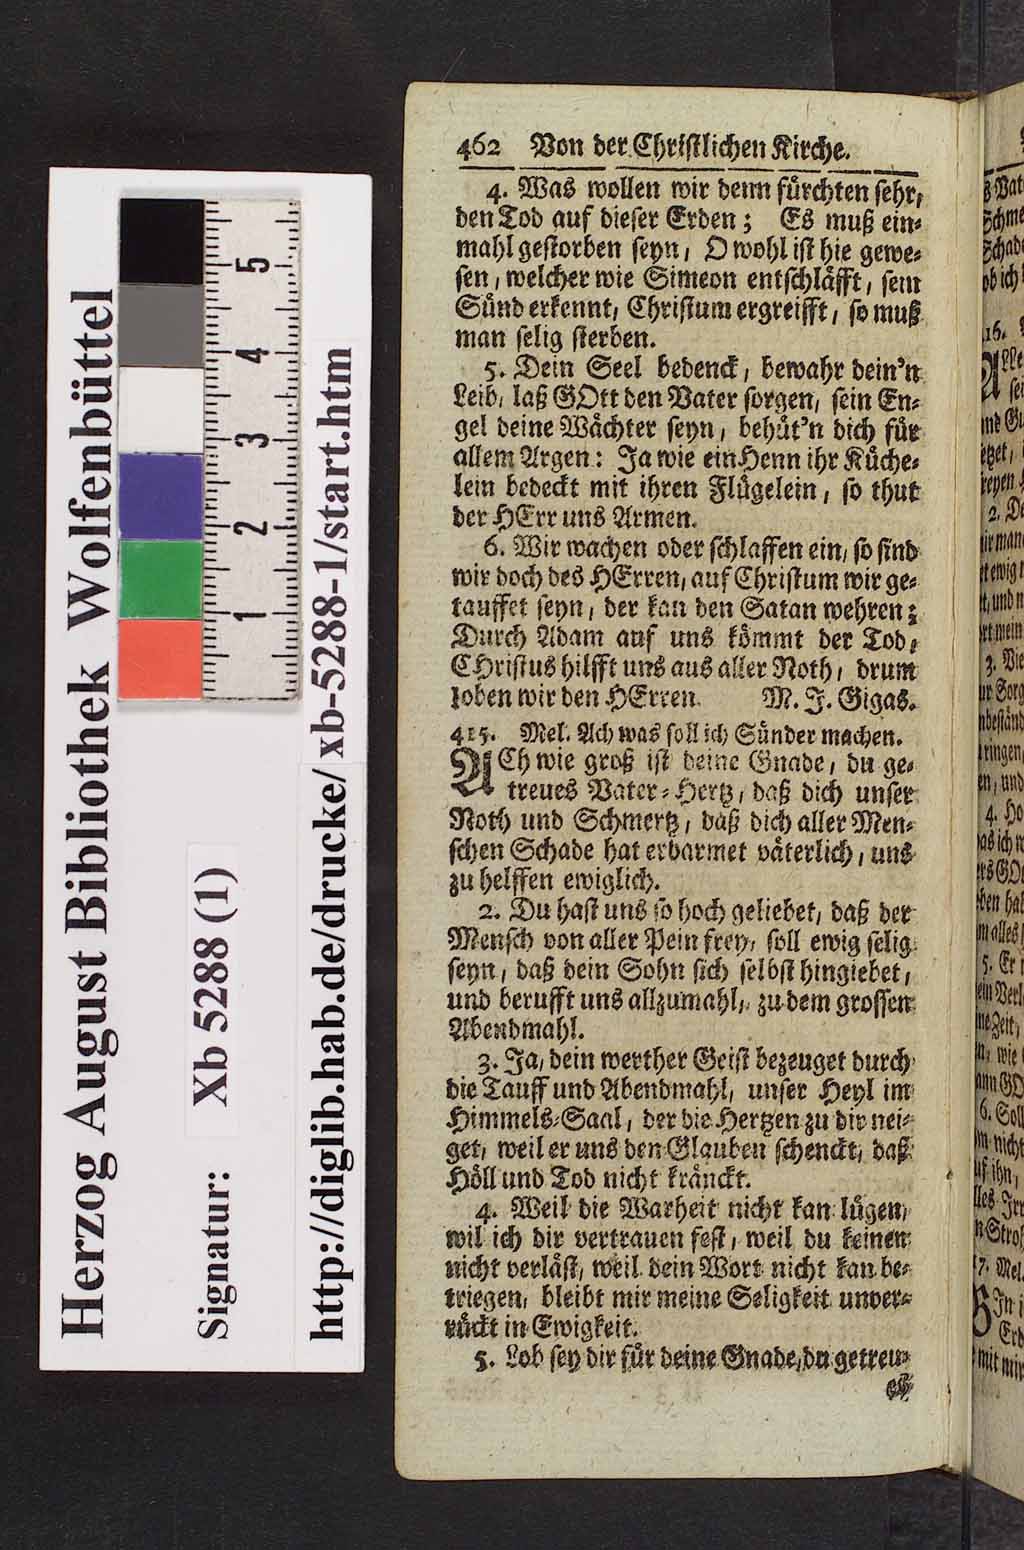 462 Von der Christlichen Kirche.
4. Was wollen wir denn fürchten sehr,
den Tod auf dieser Erden; Es muß ein-
mahl gestorben seyn, O wohl ist hie gewe-
sen, welcher wie Simeon entschläfft, sein
Sünd erkennt, Christum ergreifft, so muß
man selig sterben.
5. Dein Seel bedenck, bewahr dein'n
Leib, laß GOtt den Vater sorgen, sein En-
gel deine Wächter seyn, behüt'n dich für
allem Argen: Ja wie ein Henn ihr Küche-
lein bedeckt mit ihren Flügelein, so thut
der HErr uns Armen.
6. Wir wachen oder schlaffen ein, so sind
wir doch des HErren, auf Christum wir ge-
tauffet seyn, der kan den Satan wehren;
Durch Adam auf uns kömmt der Tod,
CHristus hilfft uns aus aller Noth, drum
loben wir den HErren. M. J. Gigas.
415. Mel. Ach was soll ich Sünder machen.
ACh wie groß ist deine Gnade, du ge-
treues Vater-Hertz, daß dich unser
Noth und Schmertz, daß dich aller Men-
schen Schade hat erbarmet väterlich, uns
zu helffen ewiglich.
2. Du hast uns so hoch geliebet, daß der
Mensch von aller Pein frey, soll ewig selig
seyn, daß dein Sohn sich selbst hingiebet,
und berufft uns allzumahl, zu dem grossen
Abendmahl.
3. Ja, dein werther Geist bezeuget durch
die Tauff und Abendmahl, unser Heyl im
Himmels-Saal, der die Hertzen zu dir nei-
get, weil er uns den Glauben schenckt, daß
Höll und Tod nicht kränckt.
4. Weil die Warheit nicht kan lügen,
wil ich dir vertrauen fest, weil du keinen
nicht verläst, weil dein Wort nicht kan be-
triegen, bleibt mir meine Seligkeit unver-
rückt in Ewigkeit.
5. Lob sey dir für deine Gnade, du getreu-
es
Herzog August Bibliothek Wolfenbüttel
Signatur: Xb 5288 (1)
http://diglib.hab.de/drucke/xb-5288-1/start.htm
1 2 3 4 5